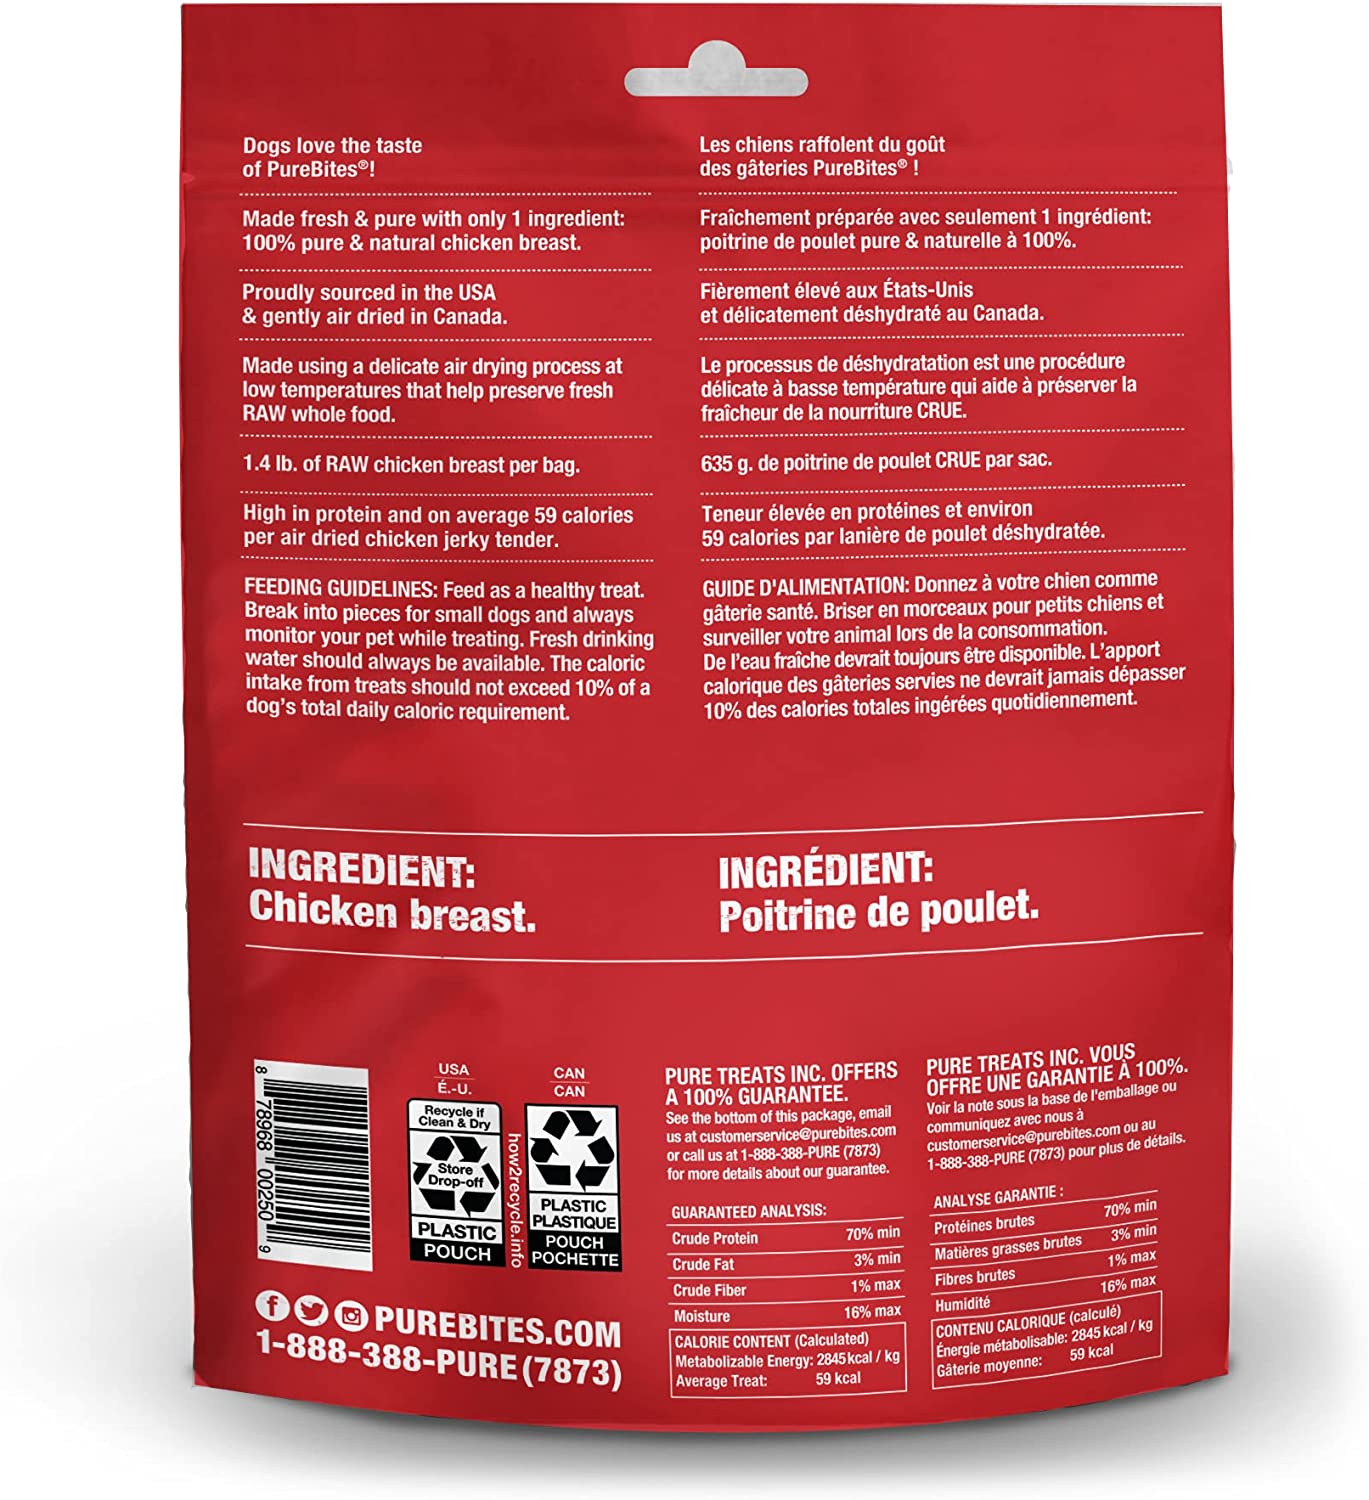 Dogs love the taste
of PureBites®!
Made fresh & pure with only 1 ingredient:
100% pure & natural chicken breast.
Proudly sourced in the USA
& gently air dried in Canada.
Made using a delicate air drying process at
low temperatures that help preserve fresh
RAW whole food.
1.4 lb. of RAW chicken breast per bag.
High in protein and on average 59 calories
per air dried chicken jerky tender.
FEEDING GUIDELINES: Feed as a healthy treat.
Break into pieces for small dogs and always
monitor your pet while treating. Fresh drinking
water should always be available. The caloric
intake from treats should not exceed 10% of a
dog's total daily caloric requirement.
Les chiens raffolent du goût
des gâteries PureBites® !
Fraîchement préparée avec seulement 1 ingrédient:
poitrine de poulet pure & naturelle à 100%.
Fièrement élevé aux États-Unis
et délicatement déshydraté au Canada.
Le processus de déshydratation est une procédure
délicate à basse température qui aide à préserver la
fraîcheur de la nourriture CRUE.
635 g. de poitrine de poulet CRUE par sac.
Teneur élevée en protéines et environ
59 calories par lanière de poulet déshydratée.
GUIDE D'ALIMENTATION: Donnez à votre chien comme
gâterie santé. Briser en morceaux pour petits chiens et
surveiller votre animal lors de la consommation.
De l'eau fraîche devrait toujours être disponible. L'apport
calorique des gâteries servies ne devrait jamais dépasser
10% des calories totales ingérées quotidiennement.
INGREDIENT:
Chicken breast.
INGRÉDIENT:
Poitrine de poulet.
8 78968 00250 9
USA
É.-U.
Recycle if
Clean & Dry
Store
Drop-off
PLASTIC
POUCH
how2recycle.info
CAN
CAN
PLASTIC
PLASTIQUE
POUCH
POCHETTE
PUREBITES.COM
1-888-388-PURE (7873)
PURE TREATS INC. OFFERS
A 100% GUARANTEE.
See the bottom of this package, email
us at customerservice@purebites.com
or call us at 1-888-388-PURE (7873)
for more details about our guarantee.
GUARANTEED ANALYSIS:
Crude Protein 70% min
Crude Fat 3% min
Crude Fiber 1% max
Moisture 16% max
CALORIE CONTENT (Calculated)
Metabolizable Energy: 2845 kcal / kg
Average Treat: 59 kcal
PURE TREATS INC. VOUS
OFFRE UNE GARANTIE À 100%.
Voir la note sous la base de l'emballage ou
communiquez avec nous à
customerservice@purebites.com ou au
1-888-388-PURE (7873) pour plus de détails.
ANALYSE GARANTIE :
Protéines brutes 70% min
Matières grasses brutes 3% min
Fibres brutes 1% max
Humidité 16% max
CONTENU CALORIQUE (calculé)
Énergie métabolisable: 2845 kcal / kg
Gâterie moyenne: 59 kcal